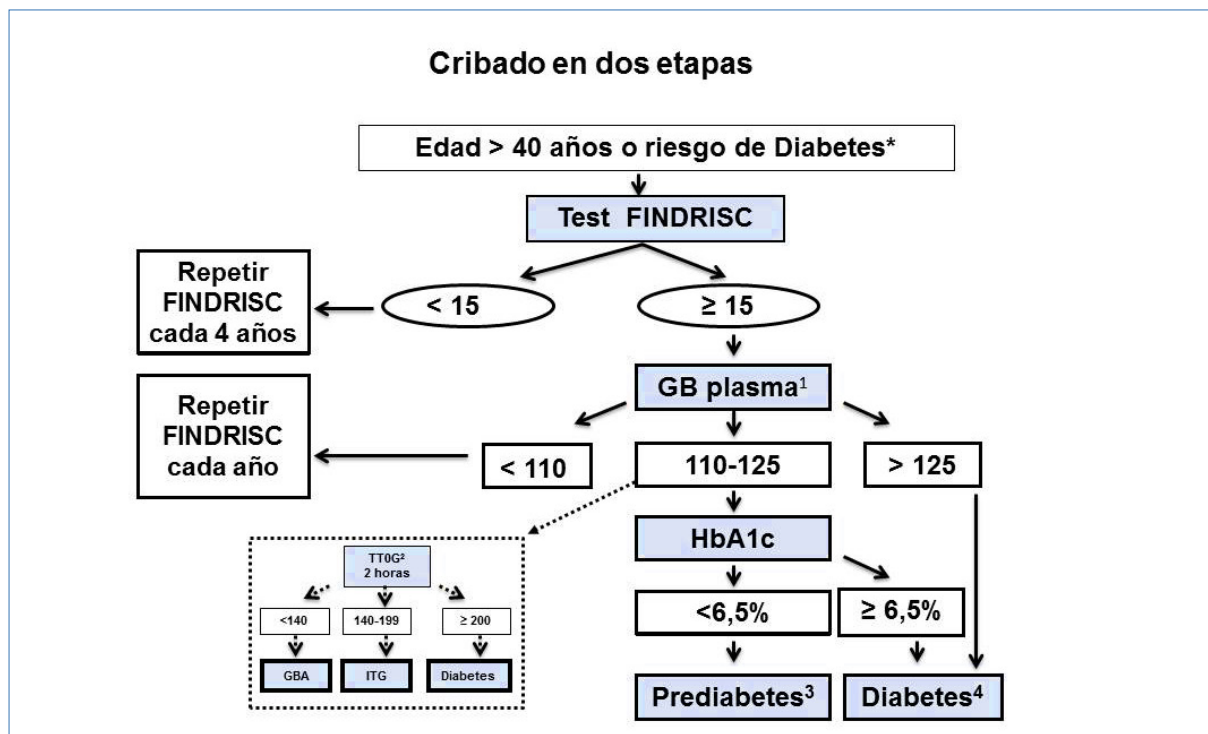 Cribado en dos etapas
Edad > 40 años o riesgo de Diabetes*
Test FINDRISC
Repetir
FINDRISC
cada 4 años
< 15
≥ 15
GB plasma¹
Repetir
FINDRISC
cada año
< 110
110-125
> 125
HbA1c
TT0G²
2 horas
<140
140-199
≥ 200
GBA
ITG
Diabetes
<6,5%
≥ 6,5%
Prediabetes³
Diabetes⁴